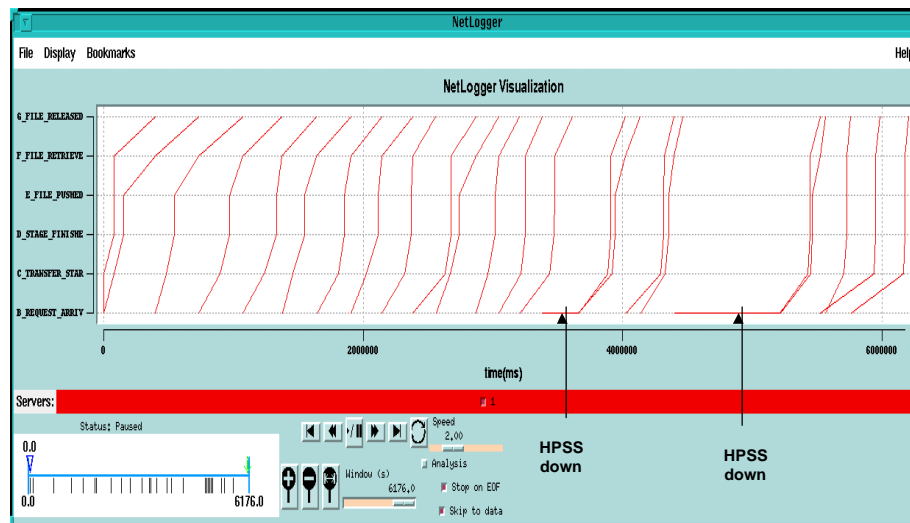 NetLogger
File Display Bookmarks Help
NetLogger Visualization
G_FILE_RELEASED
F_FILE_RETRIEVE
E_FILE_PUSHED
D_STAGE_FINISHE
C_TRANSFER_STAR
B_REQUEST_ARRIV
0 2000000 4000000 6000000
time(ms)
Servers: 1
Status: Paused
0.0
0.0 6176.0
Speed
2.00
Analysis
Window (s)
6176.0
Stop on EOF
Skip to data
HPSS
down
HPSS
down